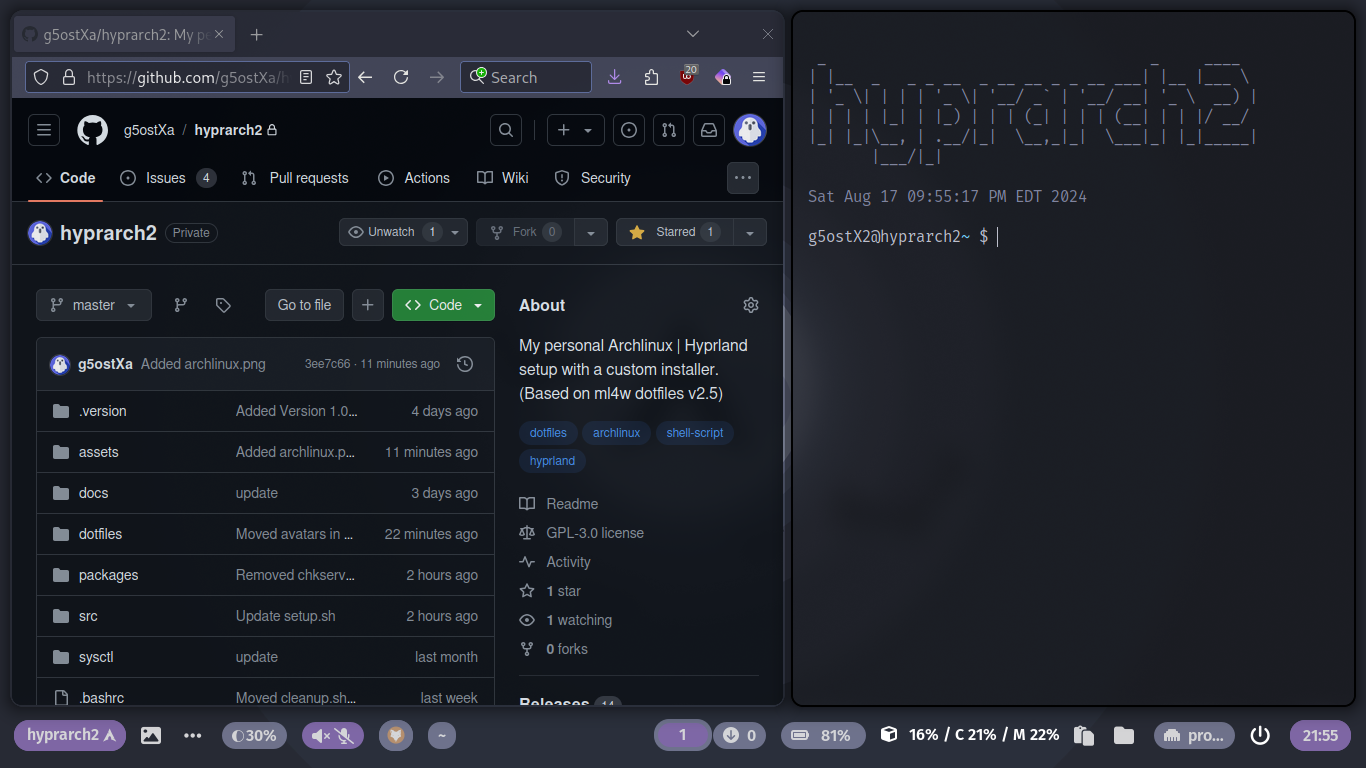 g5ostXa/hyprarch2: My pe
https://github.com/g5ostXa/h
Search
20
g5ostXa / hyprarch2
Code
Issues 4
Pull requests
Actions
Wiki
Security
hyprarch2 Private
Unwatch 1
Fork 0
Starred 1
master
Go to file
Code
g5ostXa Added archlinux.png 3ee7c66 · 11 minutes ago
.version Added Version 1.0… 4 days ago
assets Added archlinux.p… 11 minutes ago
docs update 3 days ago
dotfiles Moved avatars in … 22 minutes ago
packages Removed chkserv… 2 hours ago
src Update setup.sh 2 hours ago
sysctl update last month
.bashrc Moved cleanup.sh… last week
About
My personal Archlinux | Hyprland
setup with a custom installer.
(Based on ml4w dotfiles v2.5)
dotfiles archlinux shell-script
hyprland
Readme
GPL-3.0 license
Activity
1 star
1 watching
0 forks
Releases 14
hyprarch2
Sat Aug 17 09:55:17 PM EDT 2024
g5ostX2@hyprarch2~ $
hyprarch2 30% ~ 1 0 81% 16% / C 21% / M 22% pro... 21:55